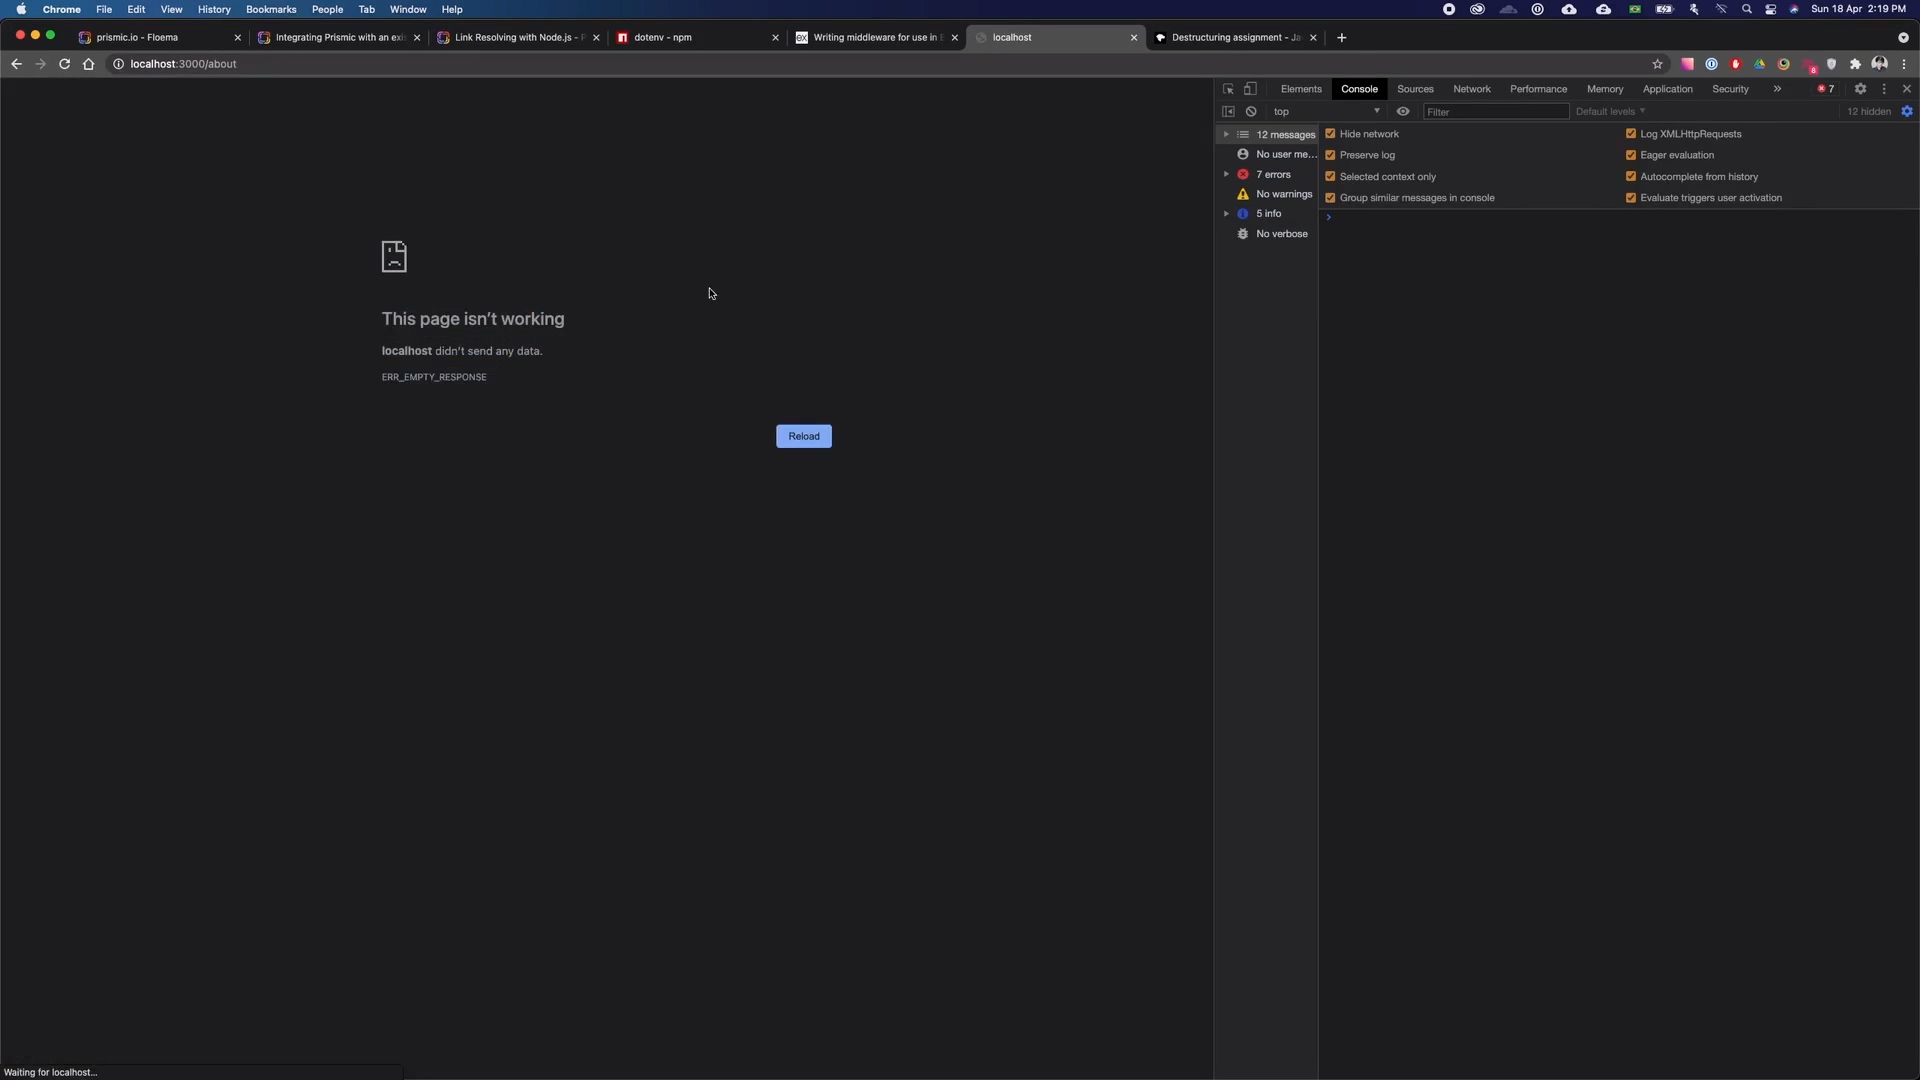 Chrome File Edit View History Bookmarks People Tab Window Help Sun 18 Apr 2:19 PM
prismic.io - Floema Integrating Prismic with an exi Link Resolving with Node.js - P dotenv - npm Writing middleware for use in localhost Destructuring assignment - Ja
localhost:3000/about 8
Elements Console Sources Network Performance Memory Application Security 7
top Filter Default levels 12 hidden
12 messages
No user me...
7 errors
No warnings
5 info
No verbose
Hide network Log XMLHttpRequests
Preserve log Eager evaluation
Selected context only Autocomplete from history
Group similar messages in console Evaluate triggers user activation
This page isn't working
localhost didn't send any data.
ERR_EMPTY_RESPONSE
Reload
Waiting for localhost...